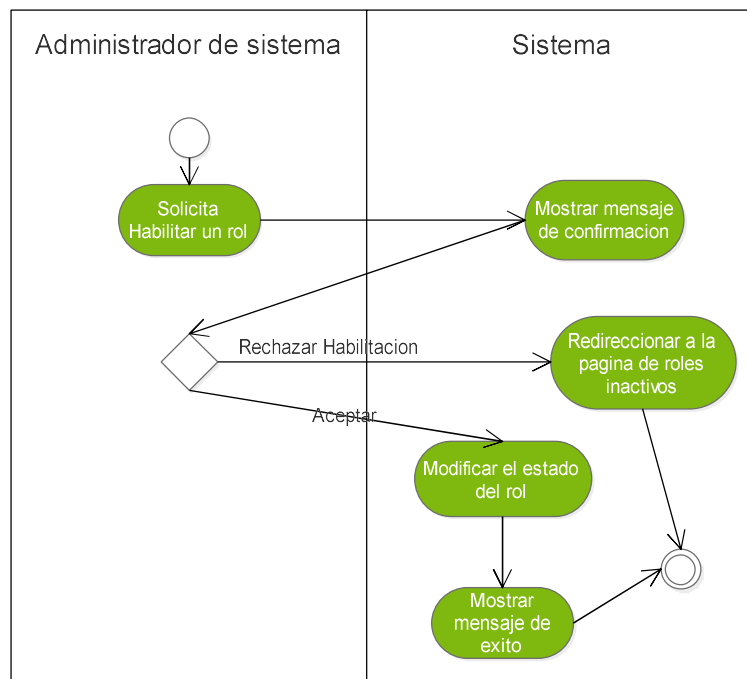 Administrador de sistema
Sistema
Solicita
Habilitar un rol
Mostrar mensaje
de confirmacion
Rechazar Habilitacion
Redireccionar a la
pagina de roles
inactivos
Aceptar
Modificar el estado
del rol
Mostrar
mensaje de
exito